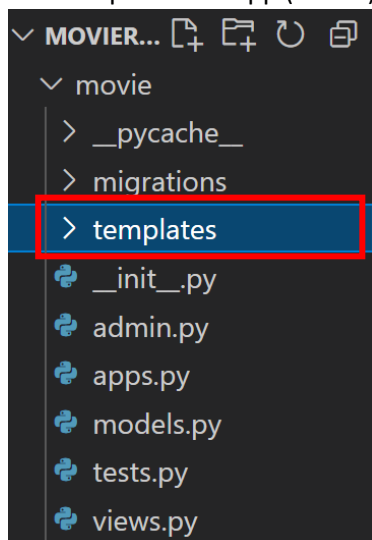 MOVIER...
movie
__pycache__
migrations
templates
__init__.py
admin.py
apps.py
models.py
tests.py
views.py